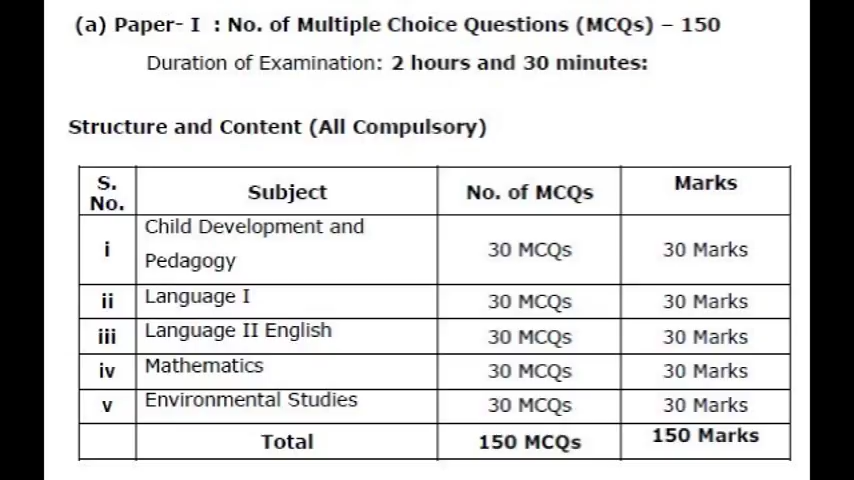 (a) Paper- I : No. of Multiple Choice Questions (MCQs) – 150
Duration of Examination: 2 hours and 30 minutes:
Structure and Content (All Compulsory)
S. No. Subject No. of MCQs Marks
i Child Development and Pedagogy 30 MCQs 30 Marks
ii Language I 30 MCQs 30 Marks
iii Language II English 30 MCQs 30 Marks
iv Mathematics 30 MCQs 30 Marks
v Environmental Studies 30 MCQs 30 Marks
Total 150 MCQs 150 Marks